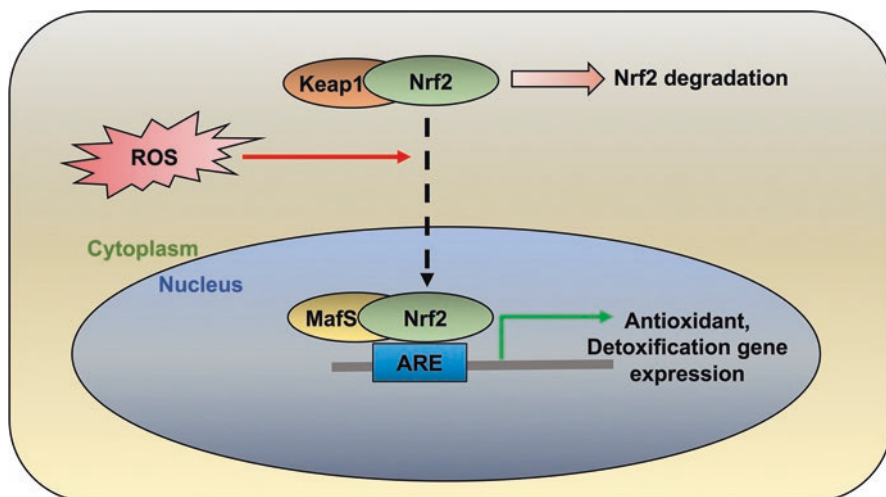 Keap1
Nrf2
Nrf2 degradation
ROS
Cytoplasm
Nucleus
MafS
Nrf2
ARE
Antioxidant,
Detoxification gene
expression